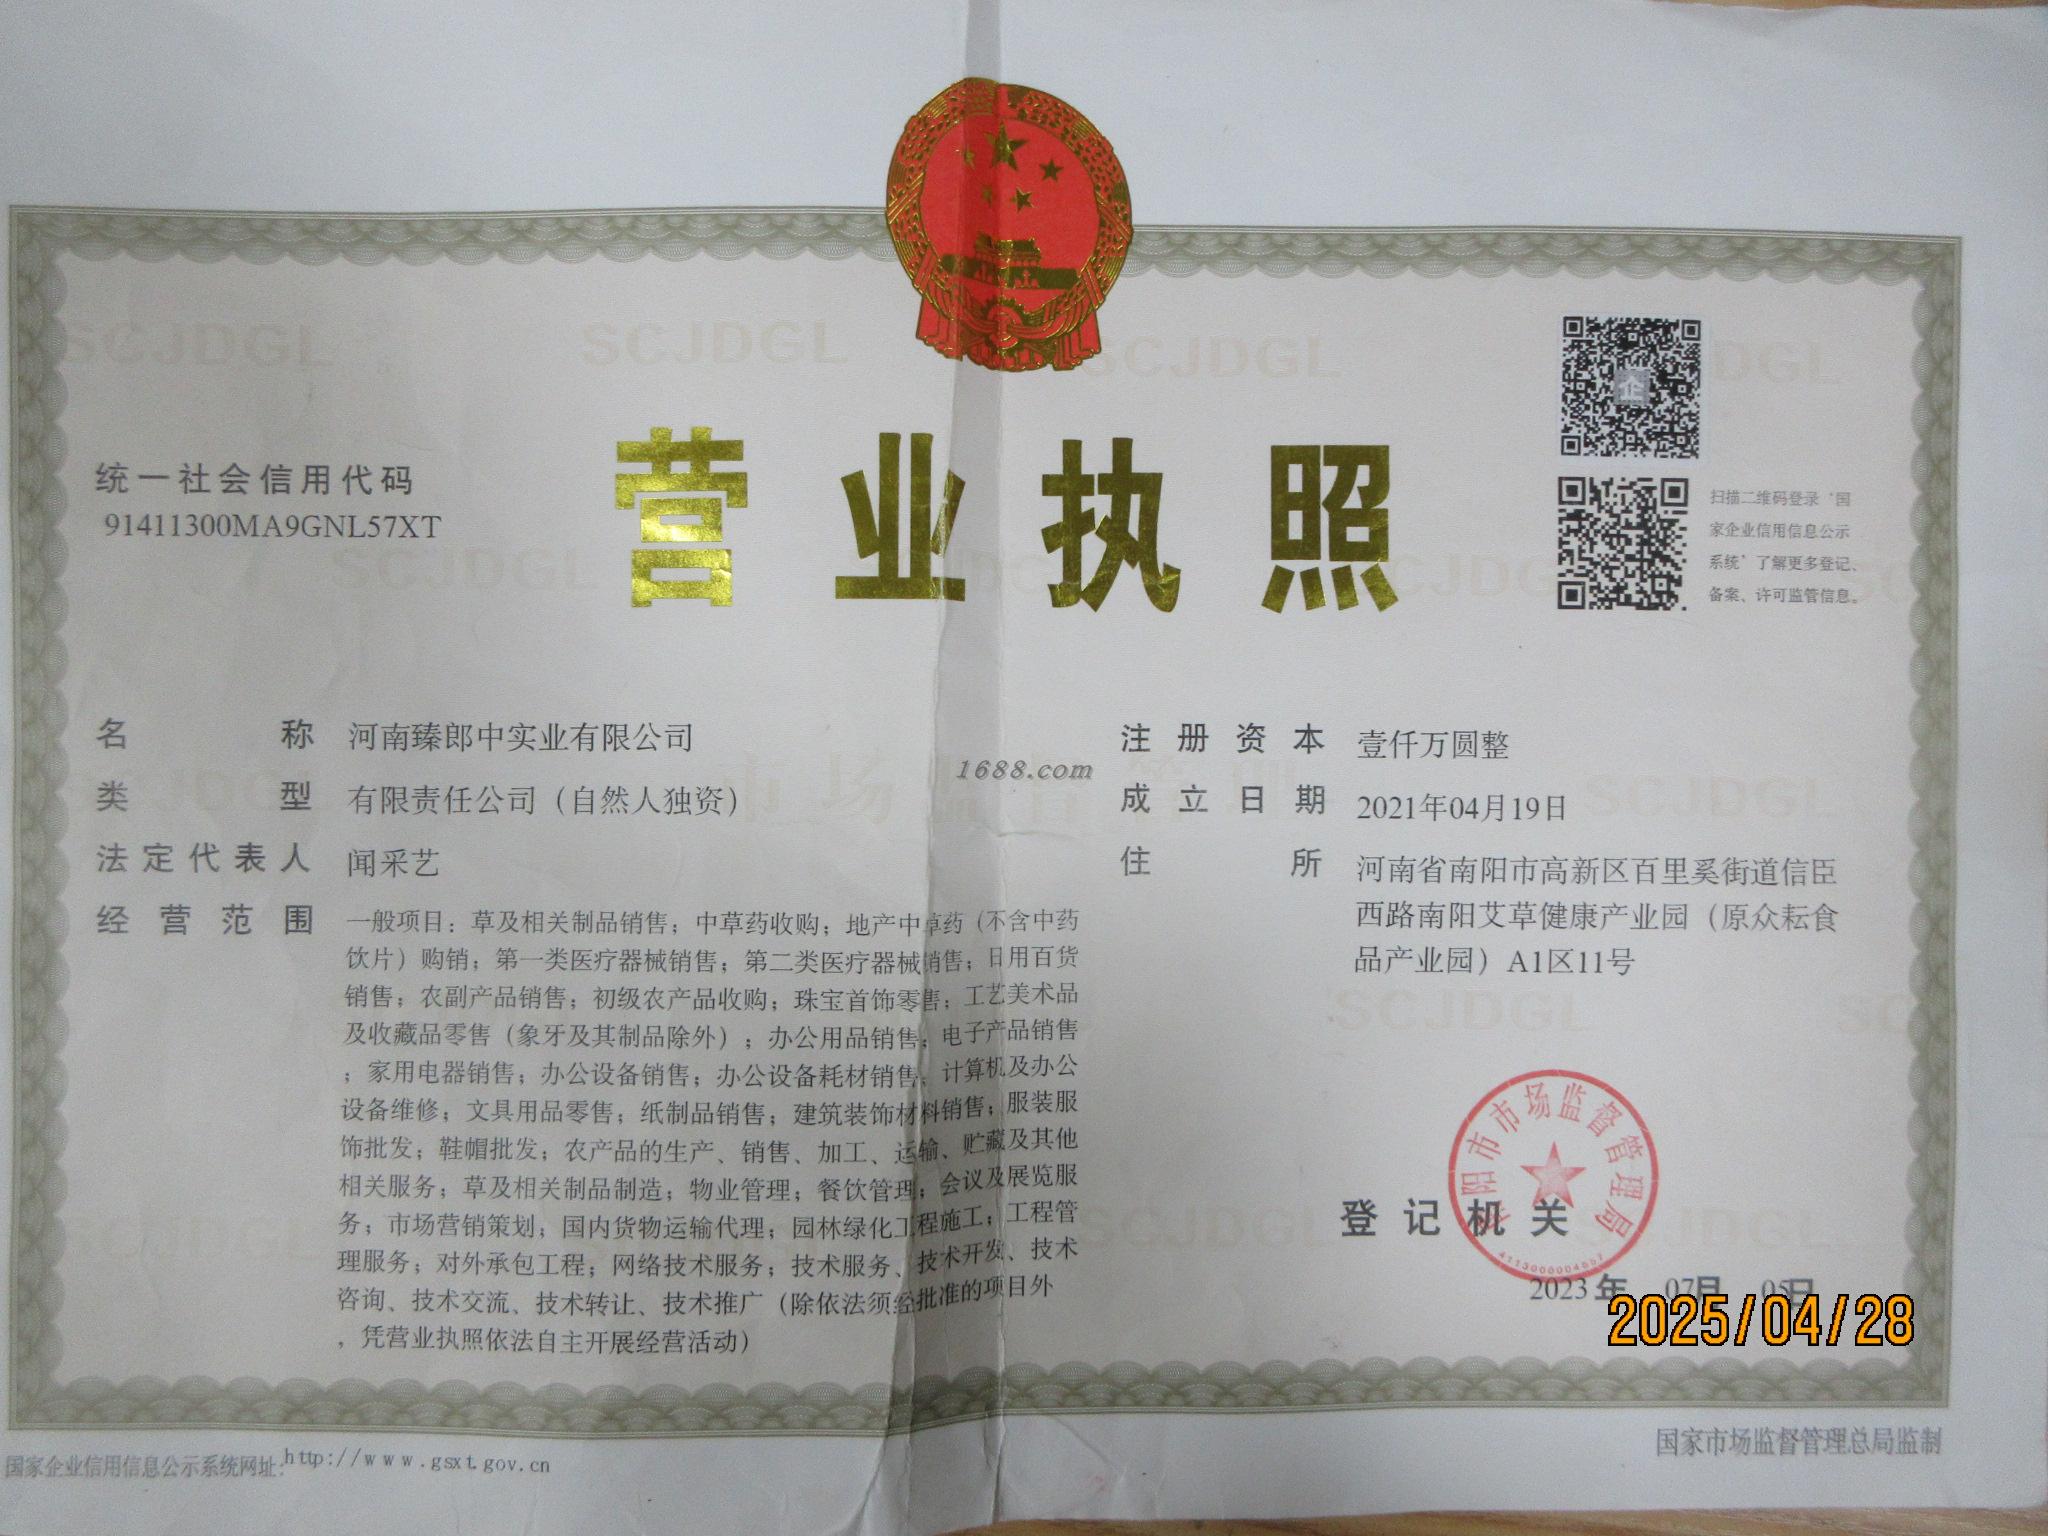 SCJDGL SCJDGL SCJDGL
企
统一社会信用代码
91411300MA9GNL57XT
营业执照
扫描二维码登录‘国
家企业信用信息公示
系统’了解更多登记、
备案、许可监管信息。
名称 河南臻郎中实业有限公司
类型 有限责任公司（自然人独资）
法定代表人 闻采艺
经营范围 一般项目：草及相关制品销售；中草药收购；地产中草药（不含中药
饮片）购销；第一类医疗器械销售；第二类医疗器械销售；日用百货
销售；农副产品销售；初级农产品收购；珠宝首饰零售；工艺美术品
及收藏品零售（象牙及其制品除外）；办公用品销售；电子产品销售
；家用电器销售；办公设备销售；办公设备耗材销售；计算机及办公
设备维修；文具用品零售；纸制品销售；建筑装饰材料销售；服装服
饰批发；鞋帽批发；农产品的生产、销售、加工、运输、贮藏及其他
相关服务；草及相关制品制造；物业管理；餐饮管理；会议及展览服
务；市场营销策划；国内货物运输代理；园林绿化工程施工；工程管
理服务；对外承包工程；网络技术服务；技术服务、技术开发、技术
咨询、技术交流、技术转让、技术推广（除依法须经批准的项目外
，凭营业执照依法自主开展经营活动）
1688.com
注册资本 壹仟万圆整
成立日期 2021年04月19日
住所 河南省南阳市高新区百里奚街道信臣
西路南阳艾草健康产业园（原众耘食
品产业园）A1区11号
登记机关
南阳市市场监督管理局
2023年07月05日
2025/04/28
国家企业信用信息公示系统网址：http://www.gsxt.gov.cn
国家市场监督管理总局监制